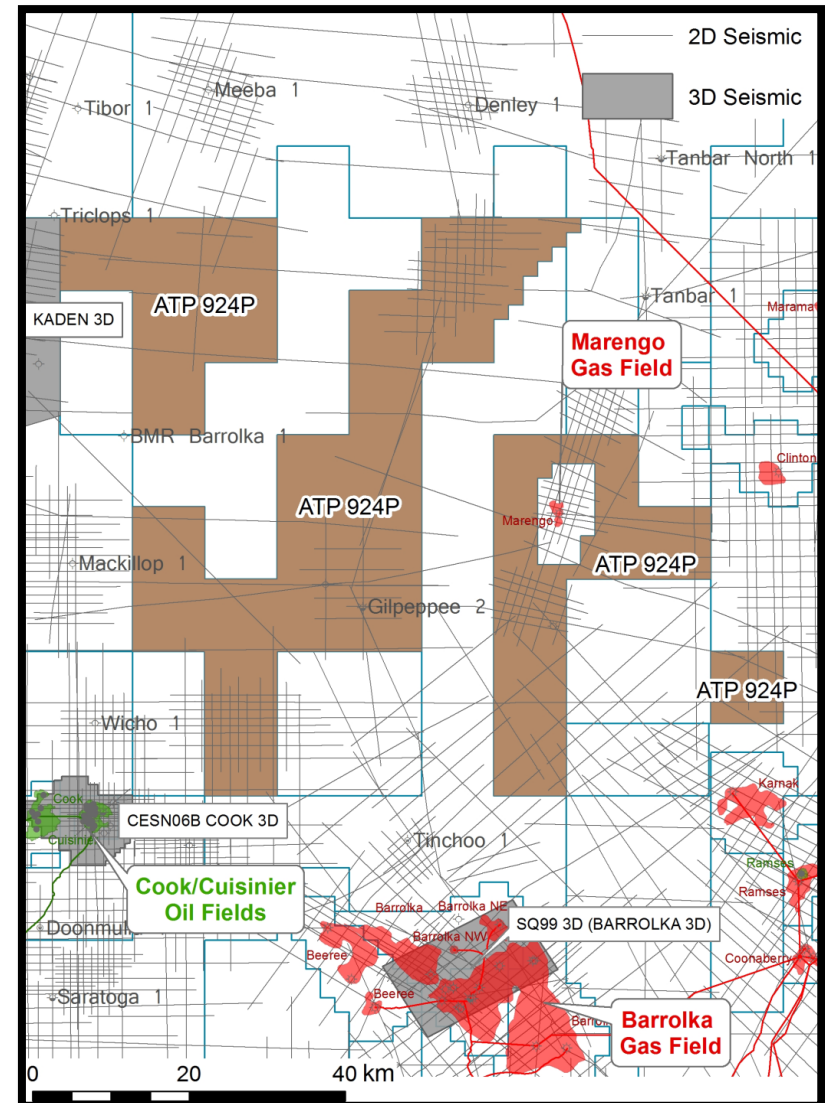 2D Seismic
Meeba 1
Tibor 1
Denley 1
3D Seismic
Tanbar North 1
Triclops 1
ATP 924P
Tanbar 1
KADEN 3D
Marengo
Gas Field
BMR Barrolka 1
Clinton
ATP 924P
Marengo
Mackillop 1
ATP 924P
Gilpeppee 2
ATP 924P
Wicho 1
Karnak
Cook
CESN06B COOK 3D
Tinchoo 1
Cook/Cuisinier
Oil Fields
Ramses
Ramses
Barrolka
Barrolka NE
SQ99 3D (BARROLKA 3D)
Barrolka NW
Beeree
Coonaberry
Beeree
Saratoga 1
Barrolka
Gas Field
0 20 40 km